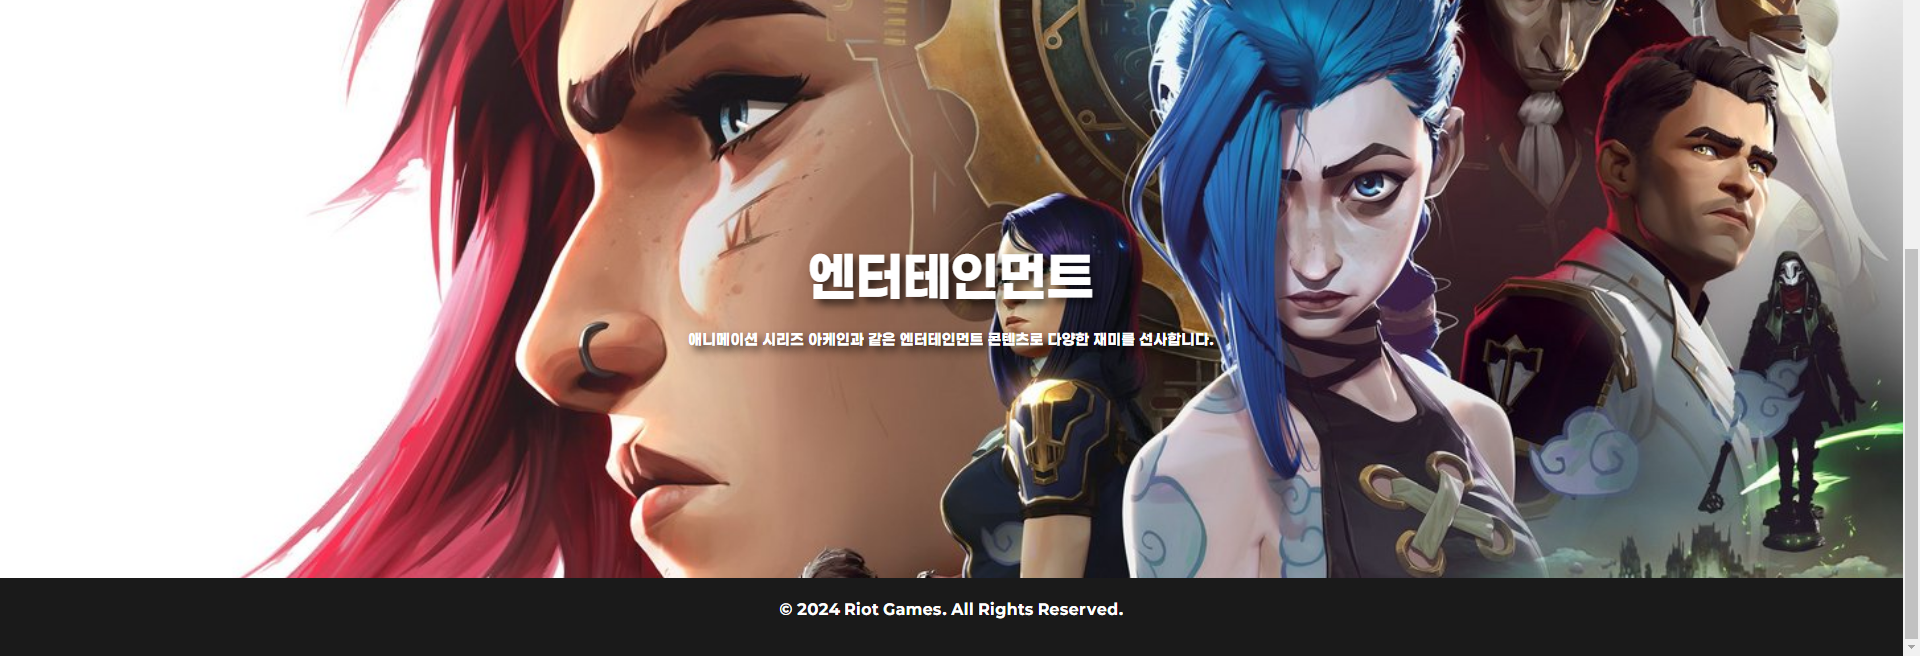 엔터테인먼트
애니메이션 시리즈 아케인과 같은 엔터테인먼트 콘텐츠로 다양한 재미를 선사합니다.
© 2024 Riot Games. All Rights Reserved.